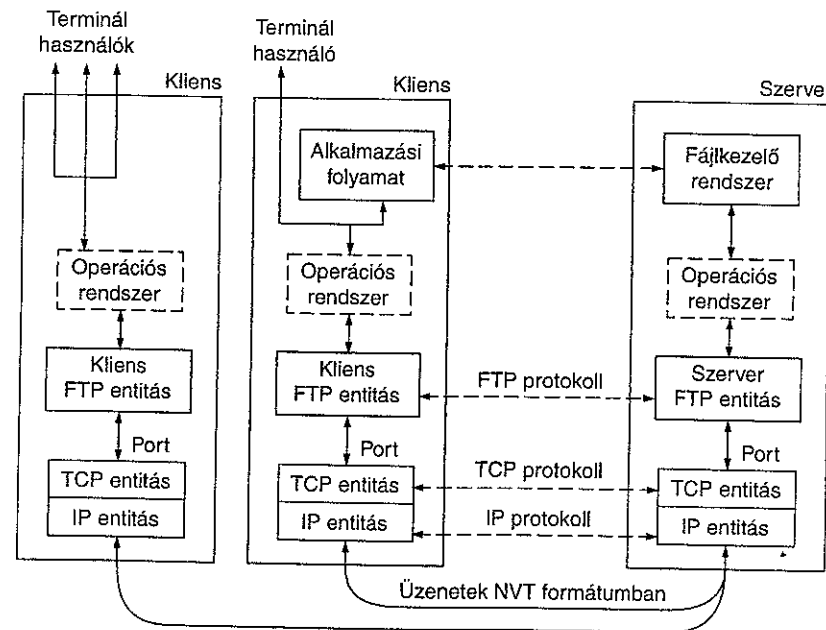 Terminál
használók
Kliens
Operációs
rendszer
Kliens
FTP entitás
Port
TCP entitás
IP entitás
Terminál
használó
Kliens
Alkalmazási
folyamat
Operációs
rendszer
Kliens
FTP entitás
Port
TCP entitás
IP entitás
FTP protokoll
TCP protokoll
IP protokoll
Szerve
Fájlkezelő
rendszer
Operációs
rendszer
Szerver
FTP entitás
Port
TCP entitás
IP entitás
Üzenetek NVT formátumban